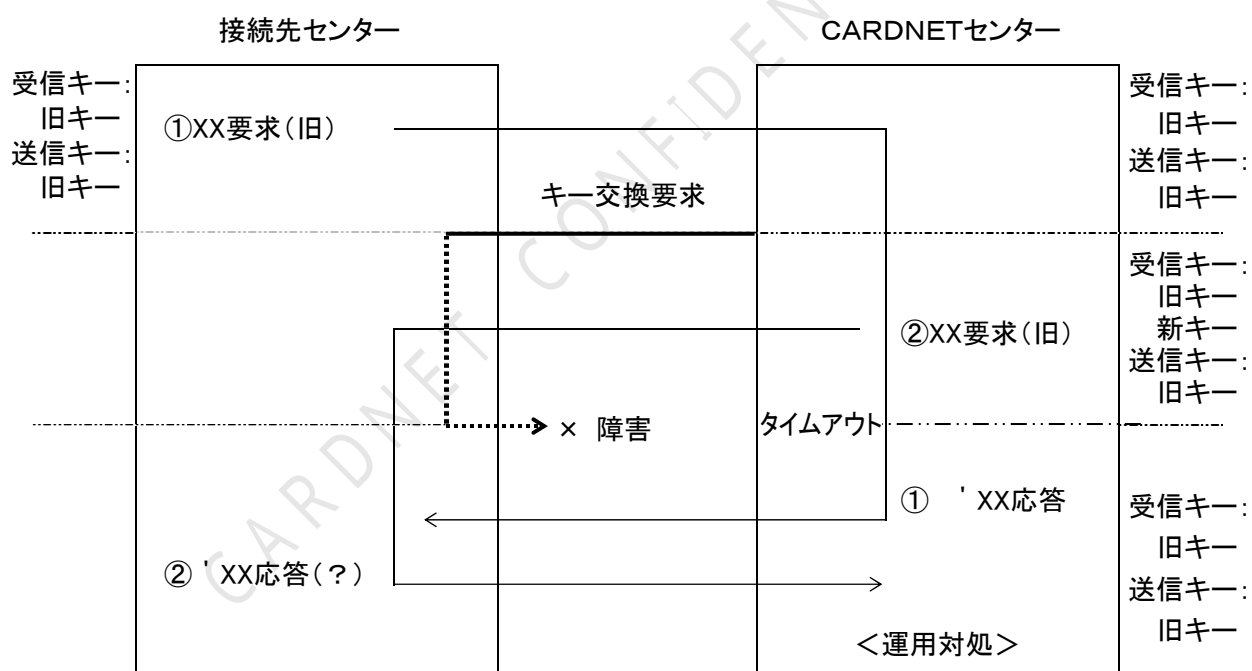 接続先センター
CARDNETセンター
受信キー:
旧キー
送信キー:
旧キー
①XX要求(旧)
受信キー:
旧キー
送信キー:
旧キー
キー交換要求
受信キー:
旧キー
新キー
送信キー:
旧キー
②XX要求(旧)
× 障害
タイムアウト
① 'XX応答
受信キー:
旧キー
送信キー:
旧キー
② 'XX応答(?)
<運用対処>
CARDNET CONFIDEN